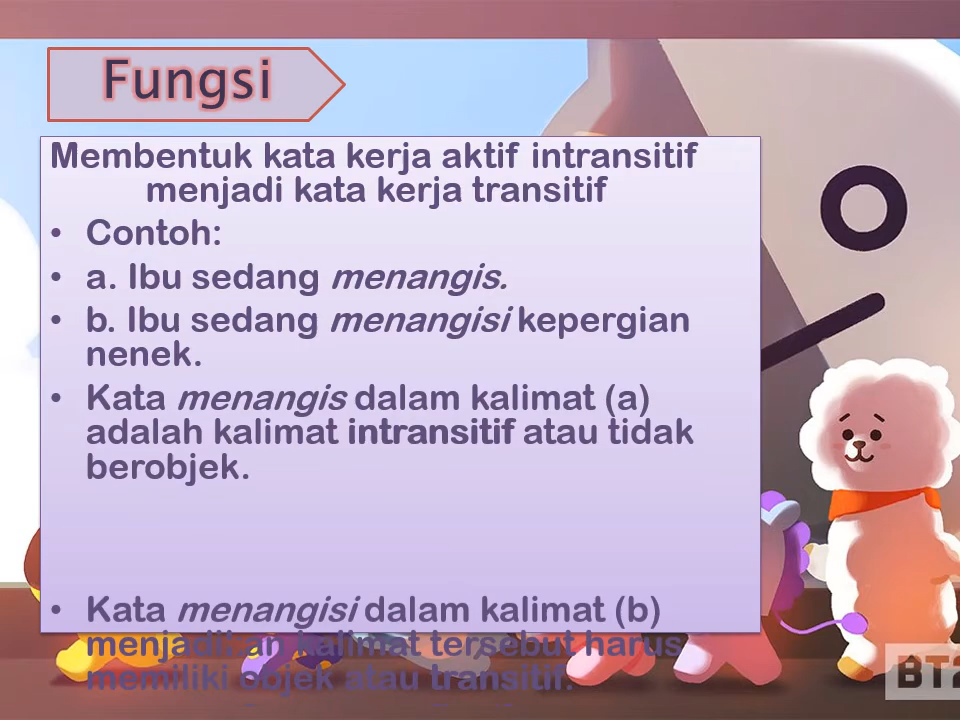 Fungsi
Membentuk kata kerja aktif intransitif
menjadi kata kerja transitif
• Contoh:
• a. Ibu sedang menangis.
• b. Ibu sedang menangisi kepergian
nenek.
• Kata menangis dalam kalimat (a)
adalah kalimat intransitif atau tidak
berobjek.
• Kata menangisi dalam kalimat (b)
menjadikan kalimat tersebut harus
memiliki objek atau transitif.
BT2